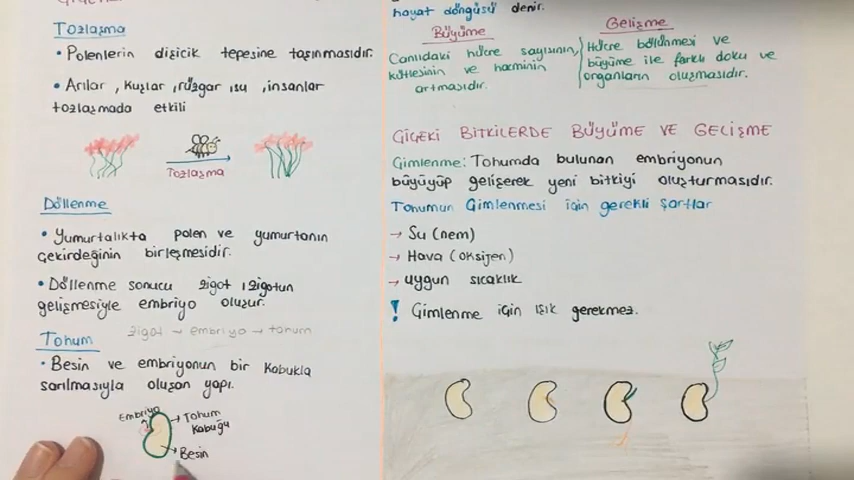 Tozlaşma
• Polenlerin dişicik tepesine taşınmasıdır.
• Arılar, kuşlar, rüzgar, su, insanlar
tozlaşmada etkili
Tozlaşma
Döllenme
• Yumurtalıkta polen ve yumurtanın
çekirdeğinin birleşmesidir.
• Döllenme sonucu zigot, zigotun
gelişmesiyle embriyo oluşur.
zigot → embriyo → tohum
Tohum
• Besin ve embriyonun bir kabukla
sarılmasıyla oluşan yapı.
Embriyo
→ Tohum
kabuğu
→ Besin
hayat döngüsü denir.
Büyüme
Canlıdaki hücre sayısının,
kütlesinin ve hacminin
artmasıdır.
Gelişme
Hücre bölünmesi ve
büyüme ile farklı doku ve
organların oluşmasıdır.
ÇİÇEKİ BİTKİLERDE BÜYÜME VE GELİŞME
Çimlenme: Tohumda bulunan embriyonun
büyüyüp gelişerek yeni bitkiyi oluşturmasıdır.
Tohumun Çimlenmesi için gerekli şartlar
→ Su (nem)
→ Hava (oksijen)
→ uygun sıcaklık
! Çimlenme için ışık gerekmez.